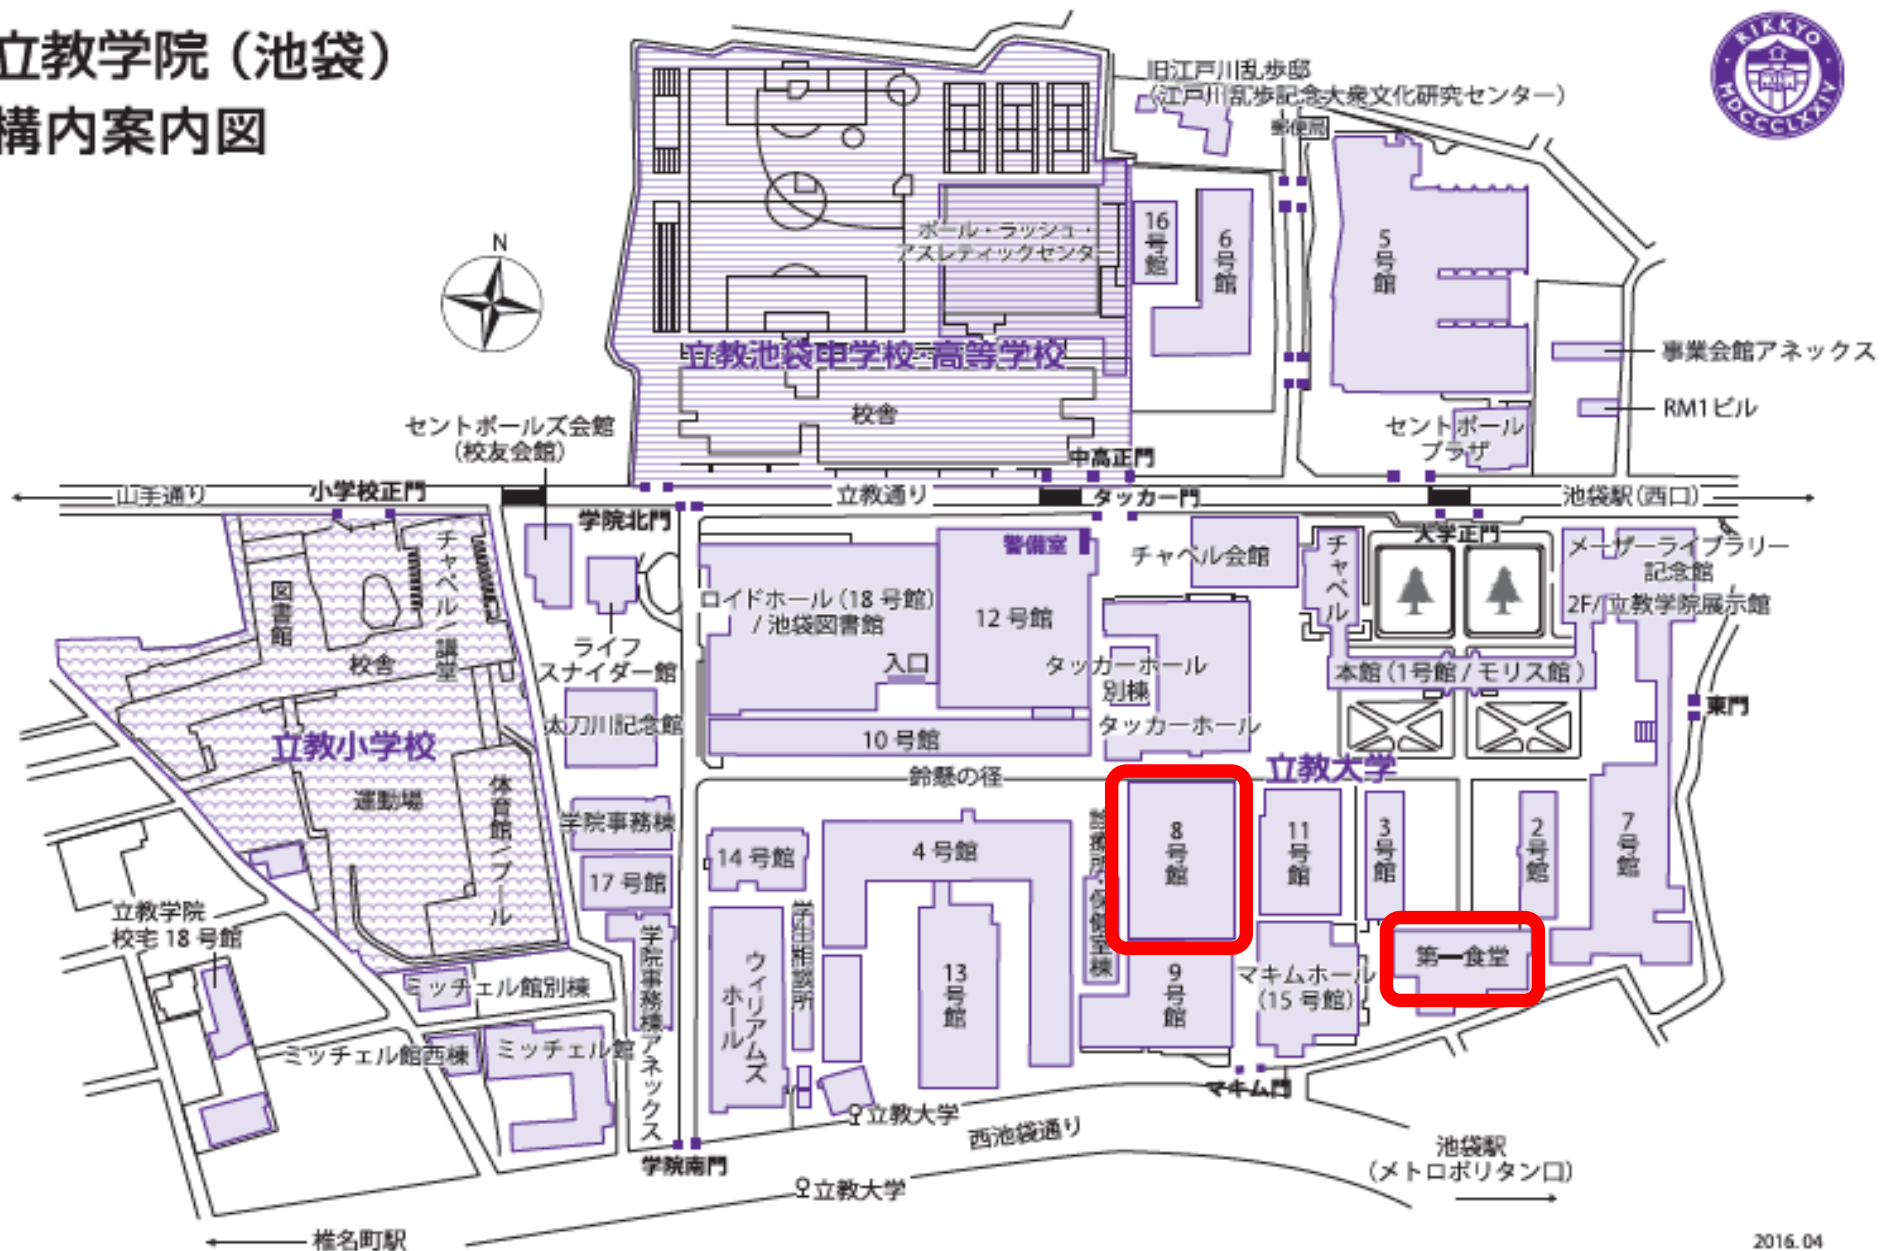 立教学院（池袋）
構内案内図
RIKKYO
MDCCCLXXIV
N
旧江戸川乱歩邸
（江戸川乱歩記念大衆文化研究センター）
郵便局
ポール・ラッシュ・
アスレティックセンター
16号館
6号館
5号館
立教池袋中学校・高等学校
校舎
事業会館アネックス
RM1ビル
セントポール
プラザ
セントポールズ会館
（校友会館）
中高正門
山手通り
小学校正門
立教通り
タッカー門
池袋駅（西口）
学院北門
大学正門
図書館
チャペル／講堂
校舎
ライフ
スナイダー館
太刀川記念館
ロイドホール（18 号館）
/ 池袋図書館
入口
警備室
12 号館
チャペル会館
チャペル
メーザーライブラリー
記念館
2F/ 立教学院展示館
タッカーホール
別棟
タッカーホール
本館（1号館 / モリス館 ）
東門
10 号館
立教小学校
運動場
体育館／プール
鈴懸の径
立教大学
学院事務棟
17 号館
14 号館
4 号館
診療所・保健室棟
8号館
11号館
3号館
2号館
7号館
立教学院
校宅 18 号館
学院事務棟アネックス
ウィリアムズ
ホール
学生相談所
13号館
9号館
マキムホール
（15 号館）
第一食堂
ミッチェル館別棟
ミッチェル館西棟
ミッチェル館
マキム門
立教大学
西池袋通り
学院南門
立教大学
池袋駅
（メトロポリタン口）
椎名町駅
2016.04